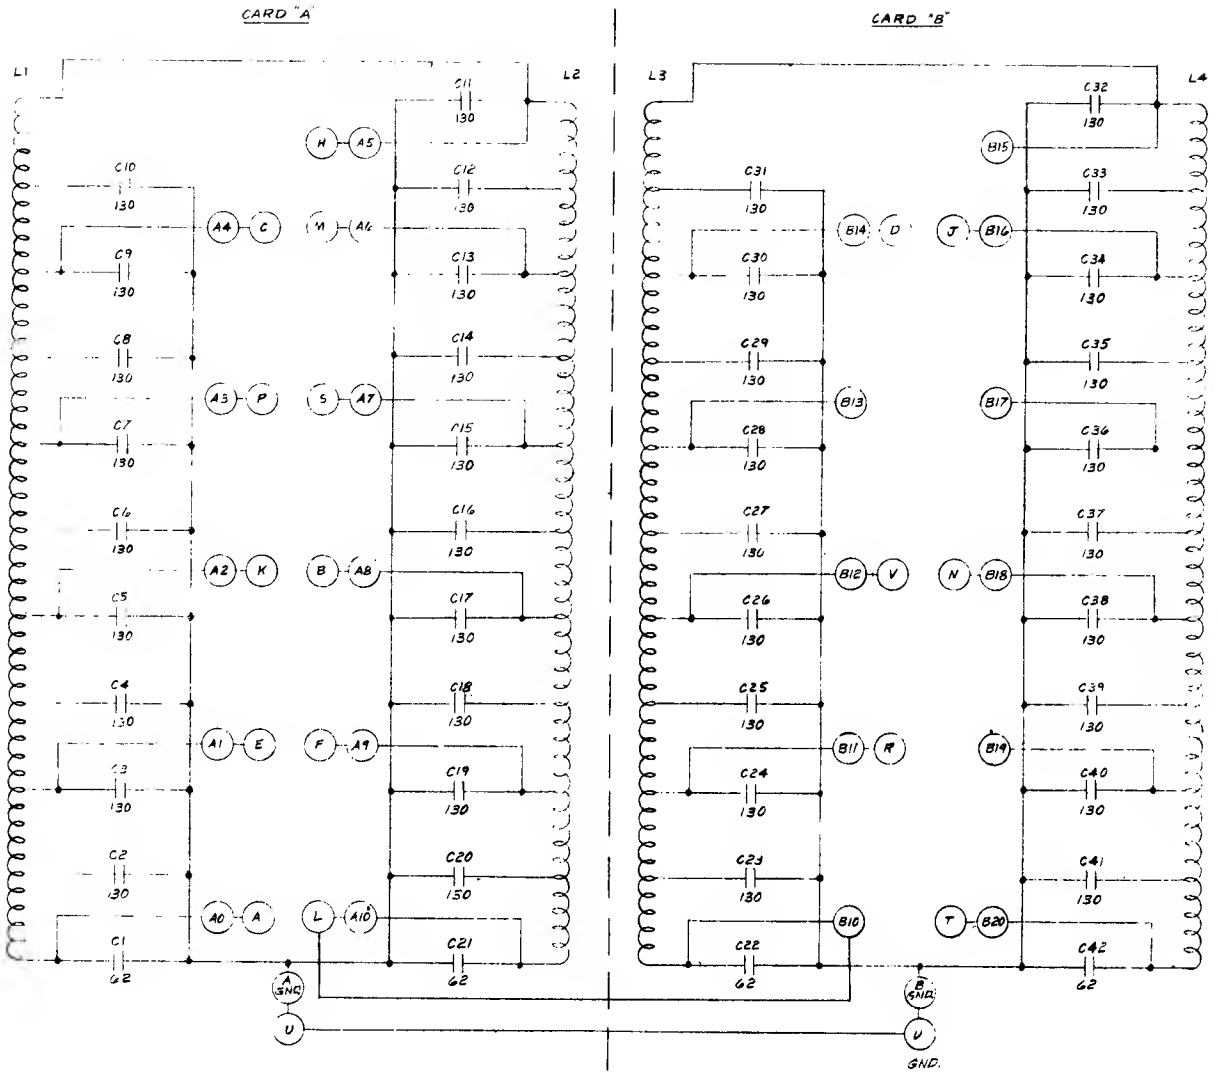 CARD "A"
CARD "B"
L1
L2
L3
L4
C11
130
H
A5
C10
130
C12
130
A4
C
M
A6
C9
130
C13
130
C8
130
C14
130
A3
P
S
A7
C7
130
C15
130
C6
130
C16
130
A2
K
B
A8
C5
130
C17
130
C4
130
C18
130
A1
E
F
A9
C3
130
C19
130
C2
130
C20
130
A0
A
L
A10
C1
62
C21
62
A
GND.
U
C32
130
B15
C31
130
C33
130
B14
D
J
B16
C30
130
C34
130
C29
130
C35
130
B13
B17
C28
130
C36
130
C27
130
C37
130
B12
V
N
B18
C26
130
C38
130
C25
130
C39
130
B11
R
B19
C24
130
C40
130
C23
130
C41
130
B10
T
B20
C22
62
C42
62
B
GND.
U
GND.